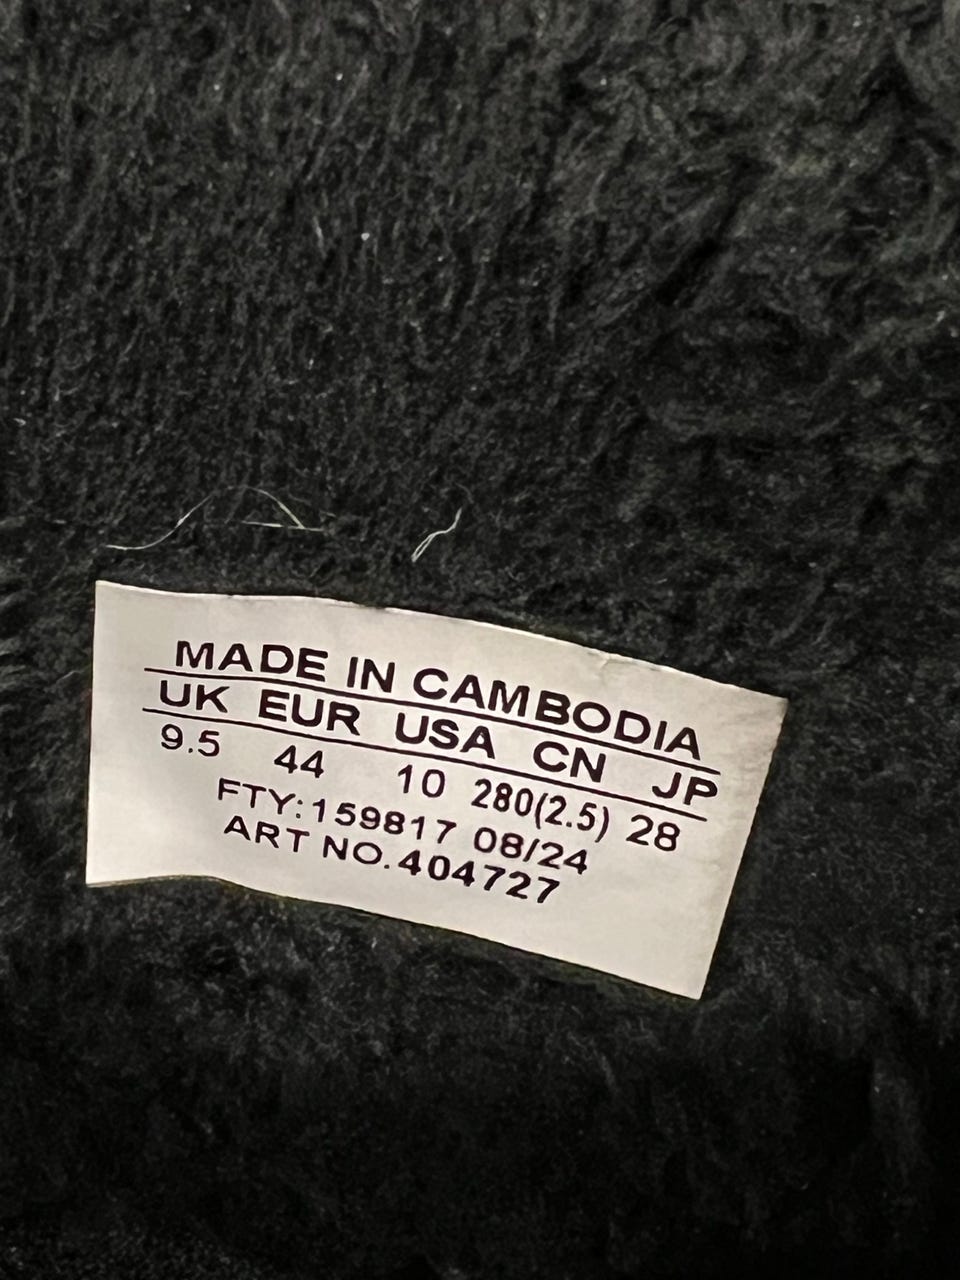 MADE IN CAMBODIA
UK EUR USA CN JP
9.5 44 10 280(2.5) 28
FTY:159817 08/24
ART NO.404727